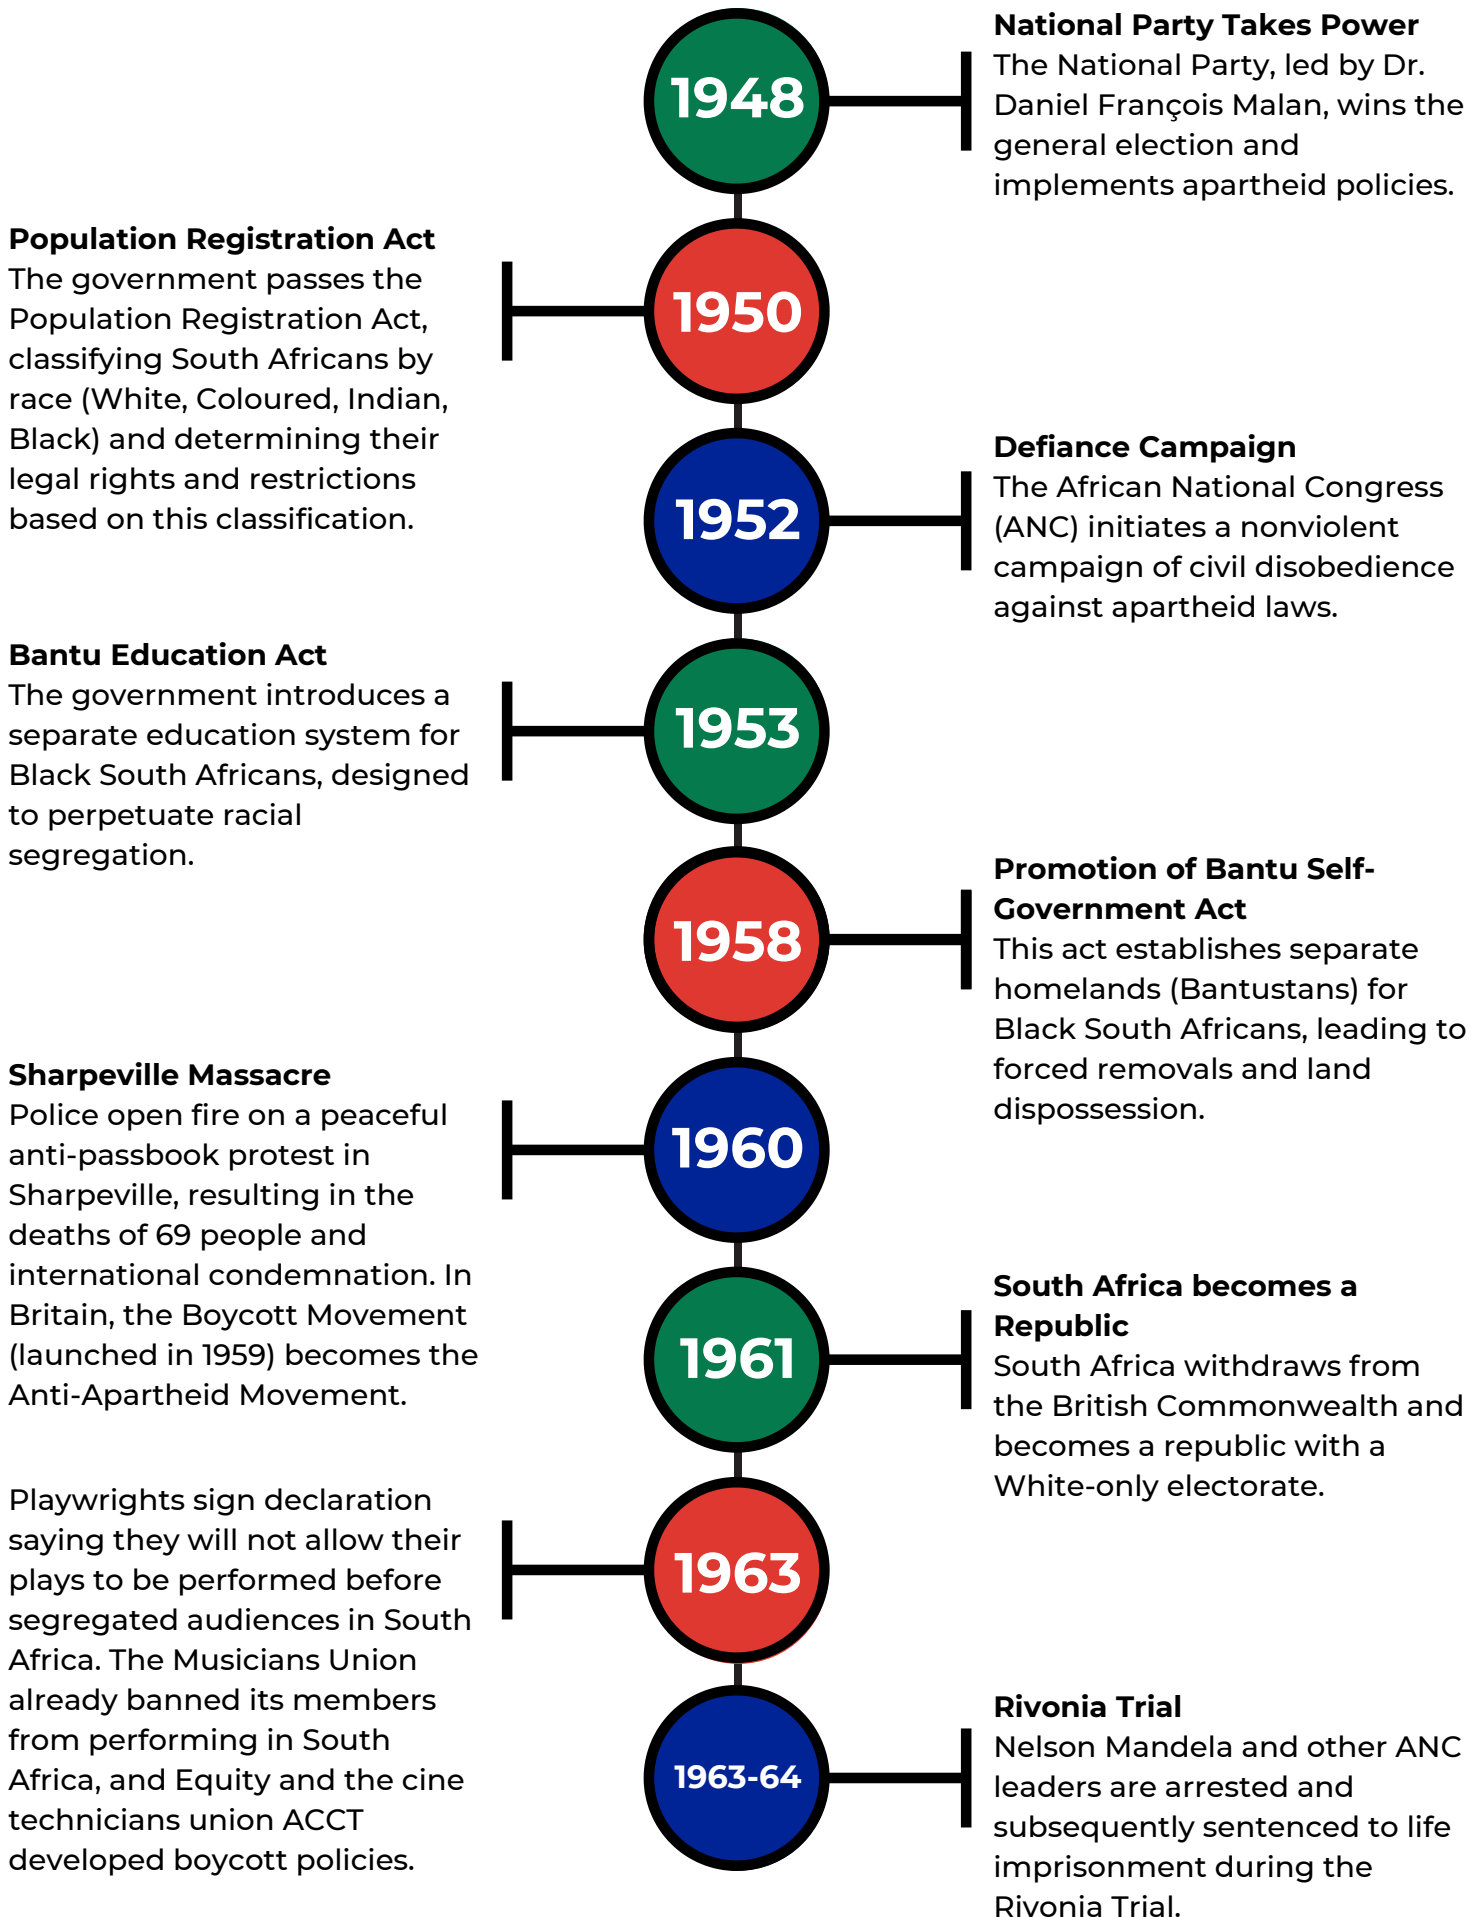 1948
National Party Takes Power
The National Party, led by Dr.
Daniel François Malan, wins the
general election and
implements apartheid policies.
Population Registration Act
The government passes the
Population Registration Act,
classifying South Africans by
race (White, Coloured, Indian,
Black) and determining their
legal rights and restrictions
based on this classification.
1950
1952
Defiance Campaign
The African National Congress
(ANC) initiates a nonviolent
campaign of civil disobedience
against apartheid laws.
Bantu Education Act
The government introduces a
separate education system for
Black South Africans, designed
to perpetuate racial
segregation.
1953
1958
Promotion of Bantu Self-
Government Act
This act establishes separate
homelands (Bantustans) for
Black South Africans, leading to
forced removals and land
dispossession.
Sharpeville Massacre
Police open fire on a peaceful
anti-passbook protest in
Sharpeville, resulting in the
deaths of 69 people and
international condemnation. In
Britain, the Boycott Movement
(launched in 1959) becomes the
Anti-Apartheid Movement.
1960
1961
South Africa becomes a
Republic
South Africa withdraws from
the British Commonwealth and
becomes a republic with a
White-only electorate.
Playwrights sign declaration
saying they will not allow their
plays to be performed before
segregated audiences in South
Africa. The Musicians Union
already banned its members
from performing in South
Africa, and Equity and the cine
technicians union ACCT
developed boycott policies.
1963
1963-64
Rivonia Trial
Nelson Mandela and other ANC
leaders are arrested and
subsequently sentenced to life
imprisonment during the
Rivonia Trial.